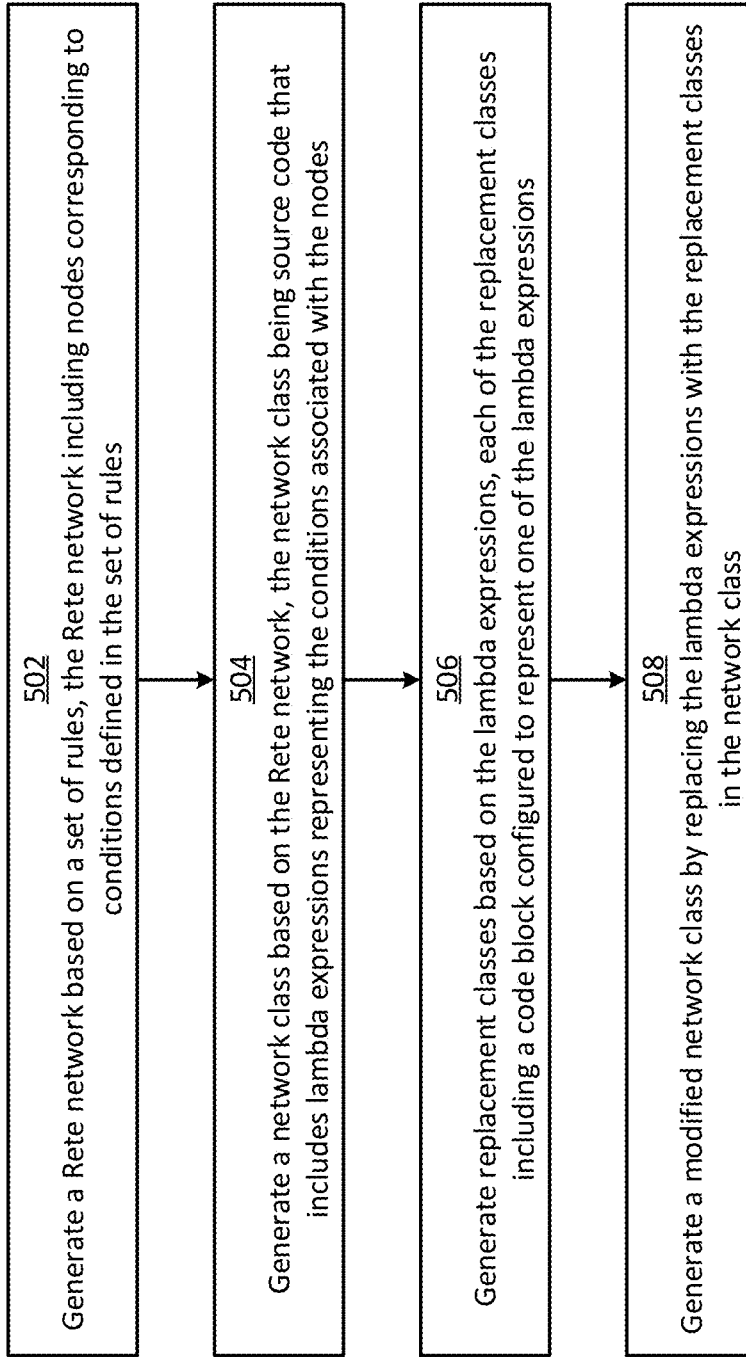 502
Generate a Rete network based on a set of rules, the Rete network including nodes corresponding to
conditions defined in the set of rules
504
Generate a network class based on the Rete network, the network class being source code that
includes lambda expressions representing the conditions associated with the nodes
506
Generate replacement classes based on the lambda expressions, each of the replacement classes
including a code block configured to represent one of the lambda expressions
508
Generate a modified network class by replacing the lambda expressions with the replacement classes
in the network class